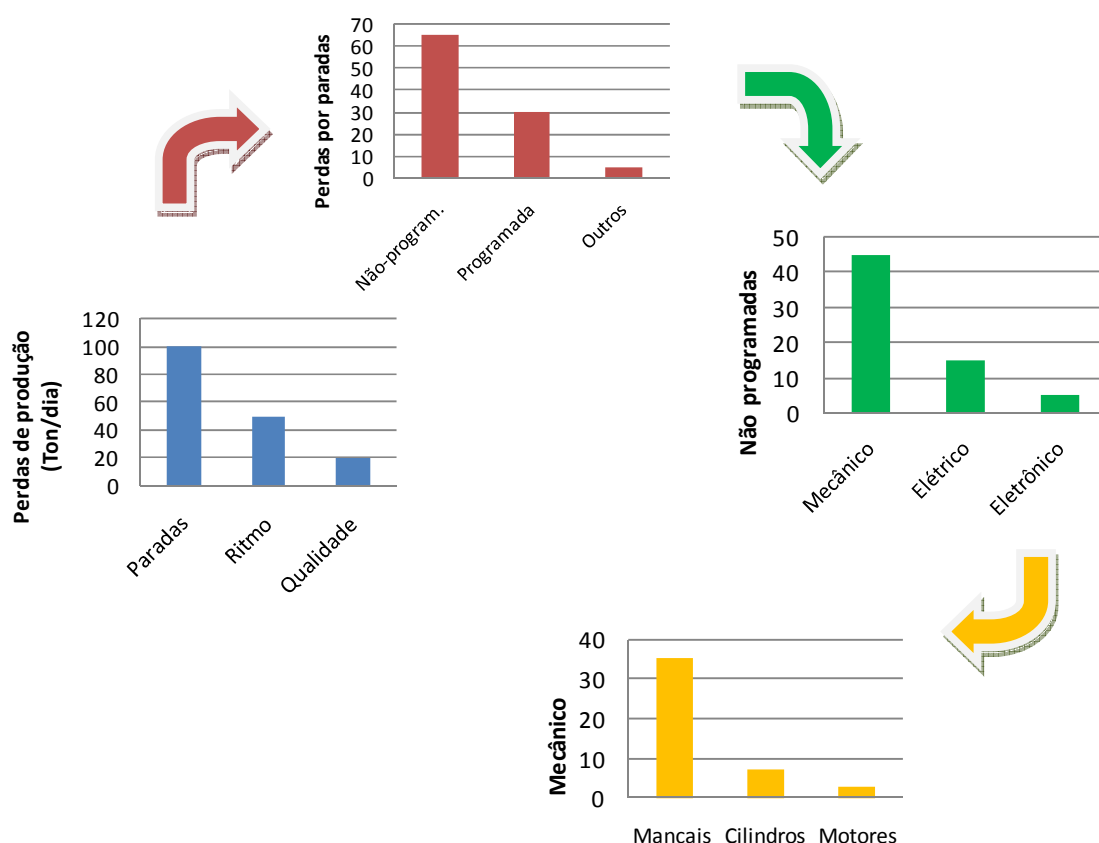 Perdas por paradas
70
60
50
40
30
20
10
0
Não-program.
Programada
Outros
Perdas de produção
(Ton/dia)
120
100
80
60
40
20
0
Paradas
Ritmo
Qualidade
Não programadas
50
40
30
20
10
0
Mecânico
Elétrico
Eletrônico
Mecânico
40
30
20
10
0
Mancais Cilindros Motores